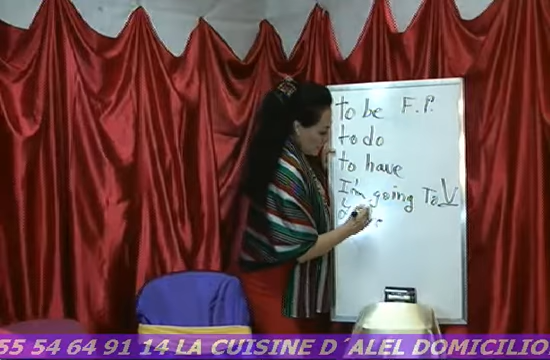 to be F.P.
to do
to have
I'm going To V
55 54 64 91 14 LA CUISINE D´ALEL DOMICILIO